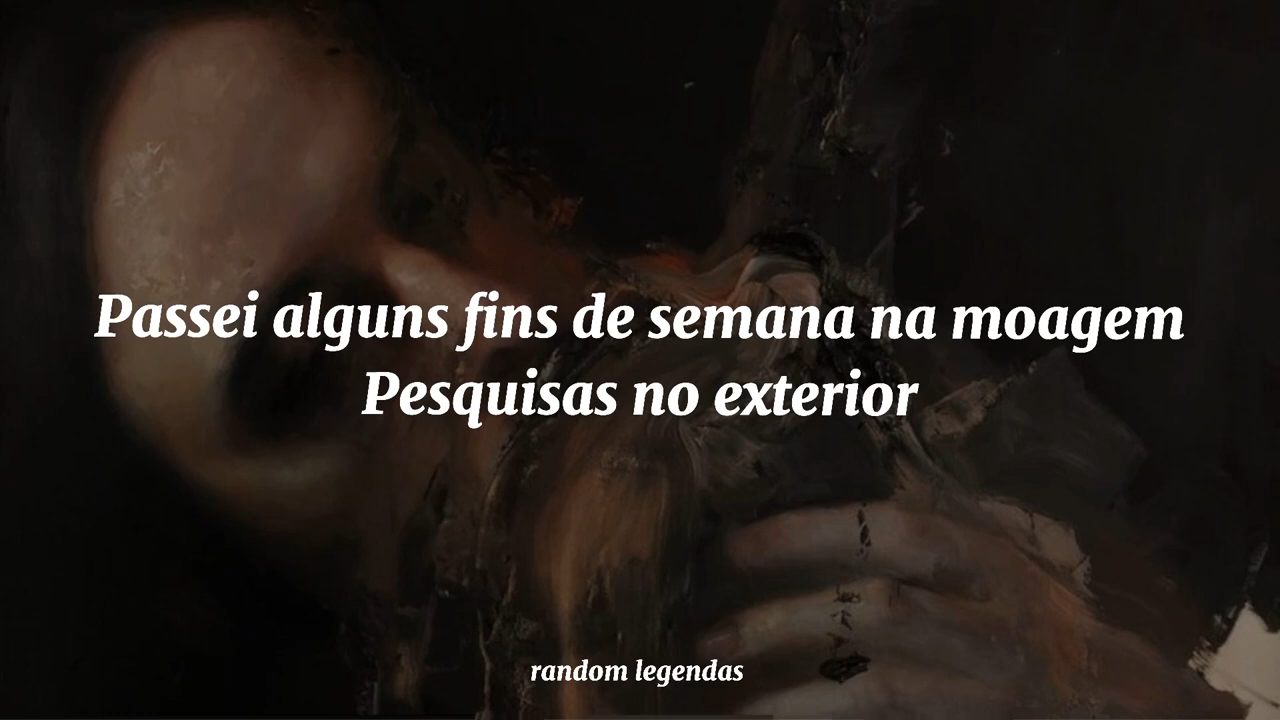 Passei alguns fins de semana na moagem
Pesquisas no exterior
random legendas